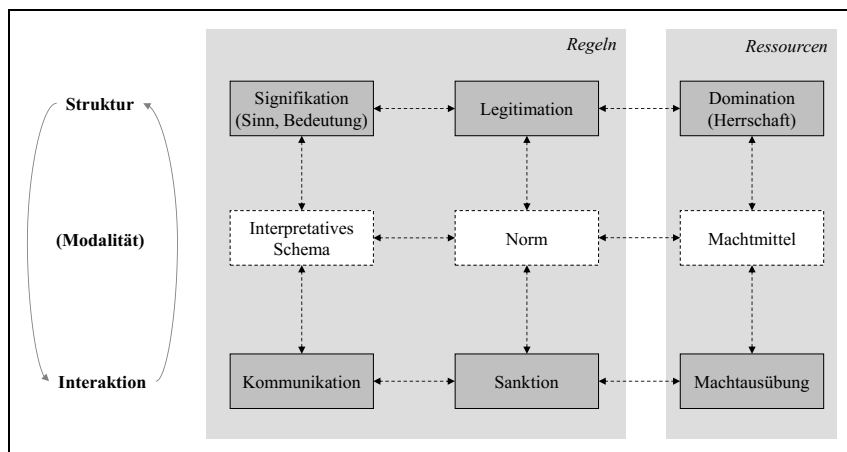 Regeln
Ressourcen
Struktur
Signifikation
(Sinn, Bedeutung)
Legitimation
Domination
(Herrschaft)
(Modalität)
Interpretatives
Schema
Norm
Machtmittel
Interaktion
Kommunikation
Sanktion
Machtausübung